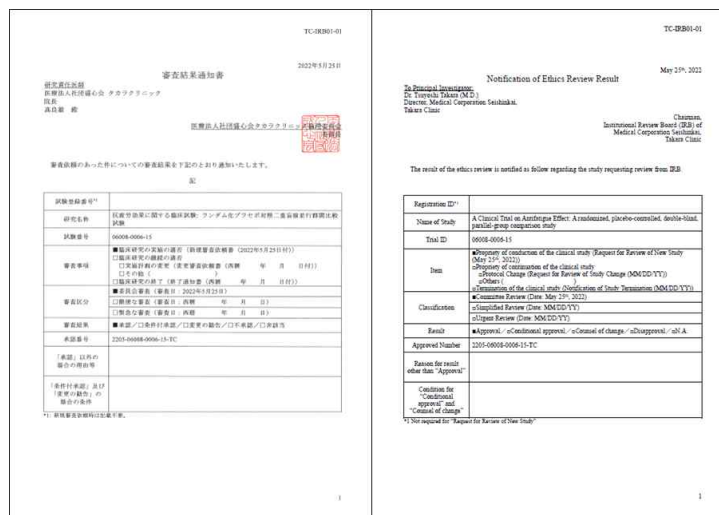 TC-IRB01-01
2022年5月25日
審査結果通知書
研究責任医師
医療法人社団盛心会 タカラクリニック
院長
高良毅 殿
医療法人社団盛心会タカラクリニック倫理委員会
委員長
審査依頼のあった件についての審査結果を下記のとおり通知いたします。
記
試験登録番号*1
研究名称
抗疲労効果に関する臨床試験: ランダム化プラセボ対照二重盲検並行群間比較
試験
試験番号
06008-0006-15
審査事項
■臨床研究の実施の適否(倫理審査依頼書(2022年5月25日付))
□臨床研究の継続の適否
□実施計画の変更(変更審査依頼書(西暦 年 月 日付))
□その他( )
□臨床研究の終了(終了通知書(西暦 年 月 日付))
審査区分
■委員会審査(審査日:2022年5月25日)
□簡便な審査(審査日:西暦 年 月 日)
□緊急な審査(審査日:西暦 年 月 日)
審査結果
■承認/□条件付承認/□変更の勧告/□不承認/□非該当
承認番号
2205-06008-0006-15-TC
「承認」以外の
場合の理由等
「条件付承認」及び
「変更の勧告」の
場合の条件
*1: 新規審査依頼時は記載不要。
1
TC-IRB01-01
May 25th, 2022
Notification of Ethics Review Result
To Principal Investigator:
Dr. Tsuyoshi Takara (M.D.)
Director, Medical Corporation Seishinkai,
Takara Clinic
Chairman,
Institutional Review Board (IRB) of
Medical Corporation Seishinkai,
Takara Clinic
The result of the ethics review is notified as follow regarding the study requesting review from IRB.
Registration ID*1
Name of Study
A Clinical Trial on Antifatigue Effect: A randomized, placebo-controlled, double-blind,
parallel-group comparison study
Trial ID
06008-0006-15
Item
■Propriety of conduction of the clinical study (Request for Review of New Study
(May 25th, 2022))
□Propriety of continuation of the clinical study
□Protocol Change (Request for Review of Study Change (MM/DD/YY))
□Others ( )
□Termination of the clinical study (Notification of Study Termination (MM/DD/YY))
Classification
■Committee Review (Date: May 25th, 2022)
□Simplified Review (Date: MM/DD/YY)
□Urgent Review (Date: MM/DD/YY)
Result
■Approval/□Conditional approval/□Counsel of change/□Disapproval/□N.A
Approved Number
2205-06008-0006-15-TC
Reason for result
other than "Approval"
Condition for
"Conditional
approval" and
"Counsel of change"
*1 Not required for "Request for Review of New Study"
1